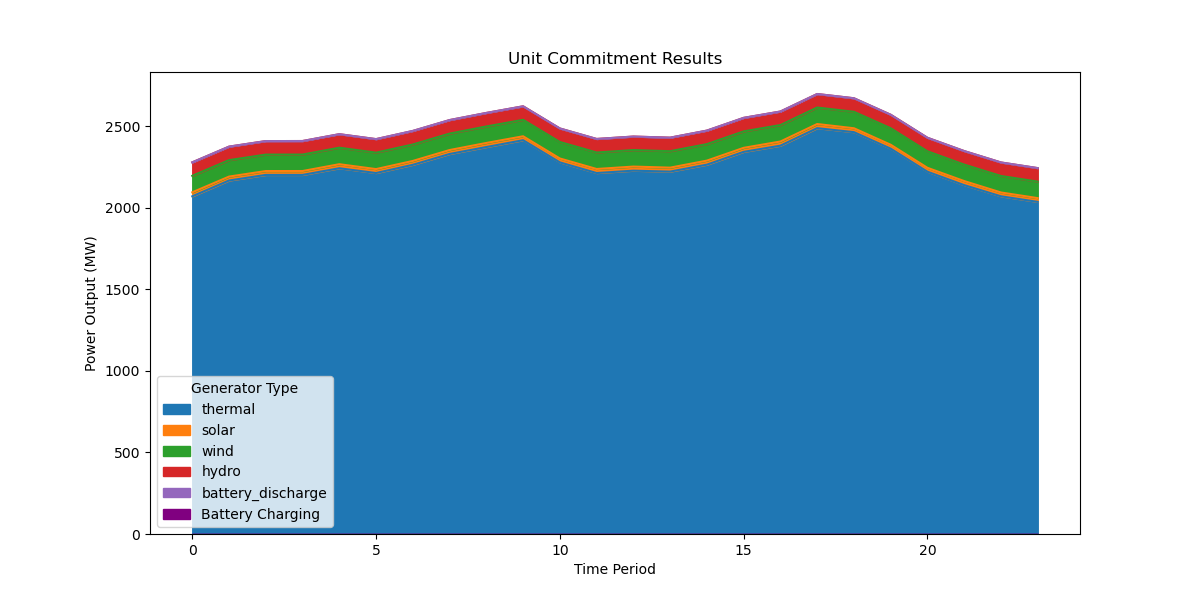 Unit Commitment Results
Power Output (MW)
2500
2000
1500
1000
500
0
Generator Type
thermal
solar
wind
hydro
battery_discharge
Battery Charging
0 5 10 15 20
Time Period